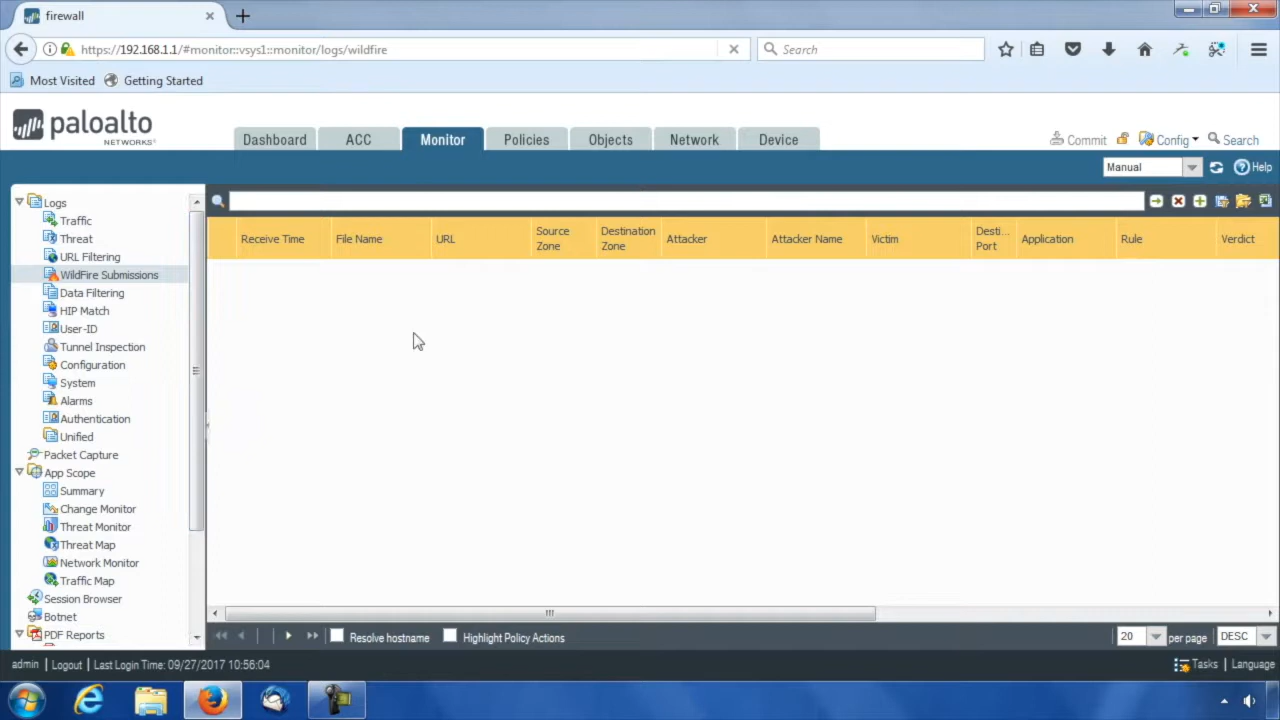 firewall
https://192.168.1.1/#monitor::vsys1::monitor/logs/wildfire
Search
Most Visited
Getting Started
paloalto
NETWORKS®
Dashboard
ACC
Monitor
Policies
Objects
Network
Device
Commit
Config
Search
Manual
Help
Logs
Traffic
Threat
URL Filtering
WildFire Submissions
Data Filtering
HIP Match
User-ID
Tunnel Inspection
Configuration
System
Alarms
Authentication
Unified
Packet Capture
App Scope
Summary
Change Monitor
Threat Monitor
Threat Map
Network Monitor
Traffic Map
Session Browser
Botnet
PDF Reports
Receive Time
File Name
URL
Source
Zone
Destination
Zone
Attacker
Attacker Name
Victim
Desti...
Port
Application
Rule
Verdict
Resolve hostname
Highlight Policy Actions
20
per page
DESC
admin | Logout | Last Login Time: 09/27/2017 10:56:04
Tasks | Language